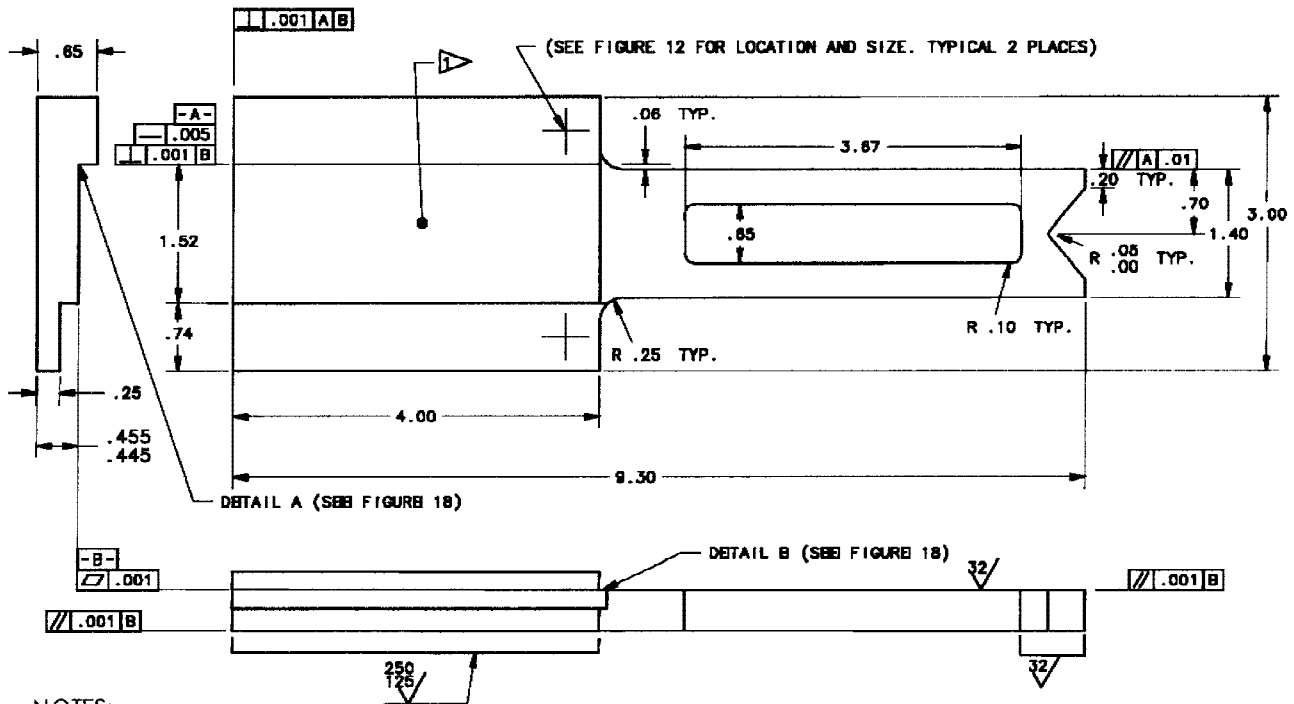 ⊥ .001 A B
.65
1
(SEE FIGURE 12 FOR LOCATION AND SIZE. TYPICAL 2 PLACES)
-A-
— .005
⊥ .001 B
.06 TYP.
3.67
// A .01
.20 TYP.
.70
3.00
1.52
.65
1.40
R .05 TYP.
.00
.74
R .25 TYP.
R .10 TYP.
.25
4.00
.455
.445
9.30
DETAIL A (SEE FIGURE 18)
-B-
⏥ .001
DETAIL B (SEE FIGURE 18)
32
// .001 B
// .001 B
250
125
32
NOTES: